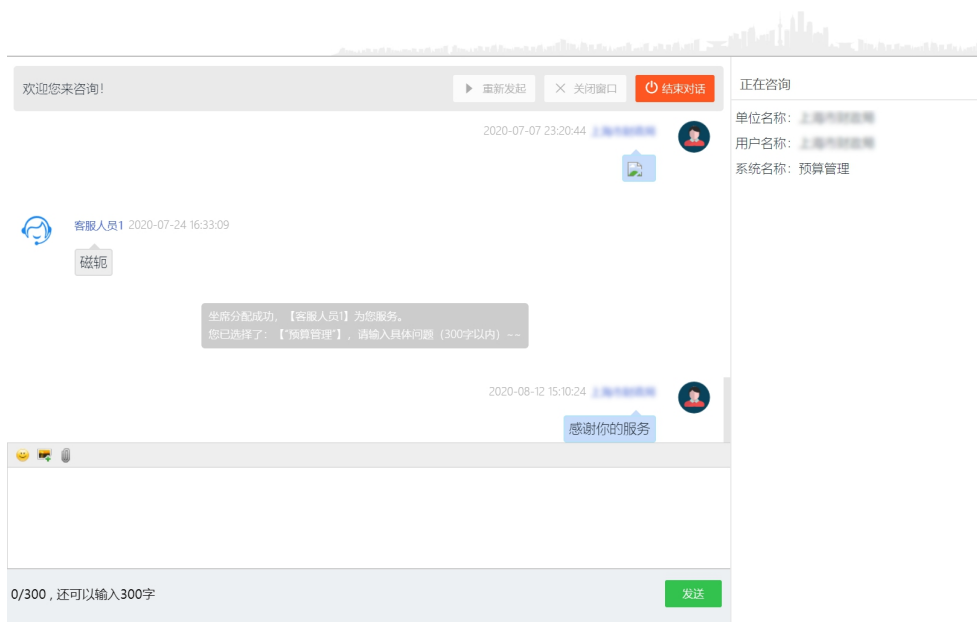 欢迎您来咨询!
重新发起
关闭窗口
结束对话
正在咨询
单位名称:
用户名称:
系统名称: 预算管理
2020-07-07 23:20:44
客服人员1 2020-07-24 16:33:09
磁轭
坐席分配成功,【客服人员1】为您服务。
您已选择了:【“预算管理”】, 请输入具体问题(300字以内)~~
2020-08-12 15:10:24
感谢你的服务
0/300 , 还可以输入300字
发送